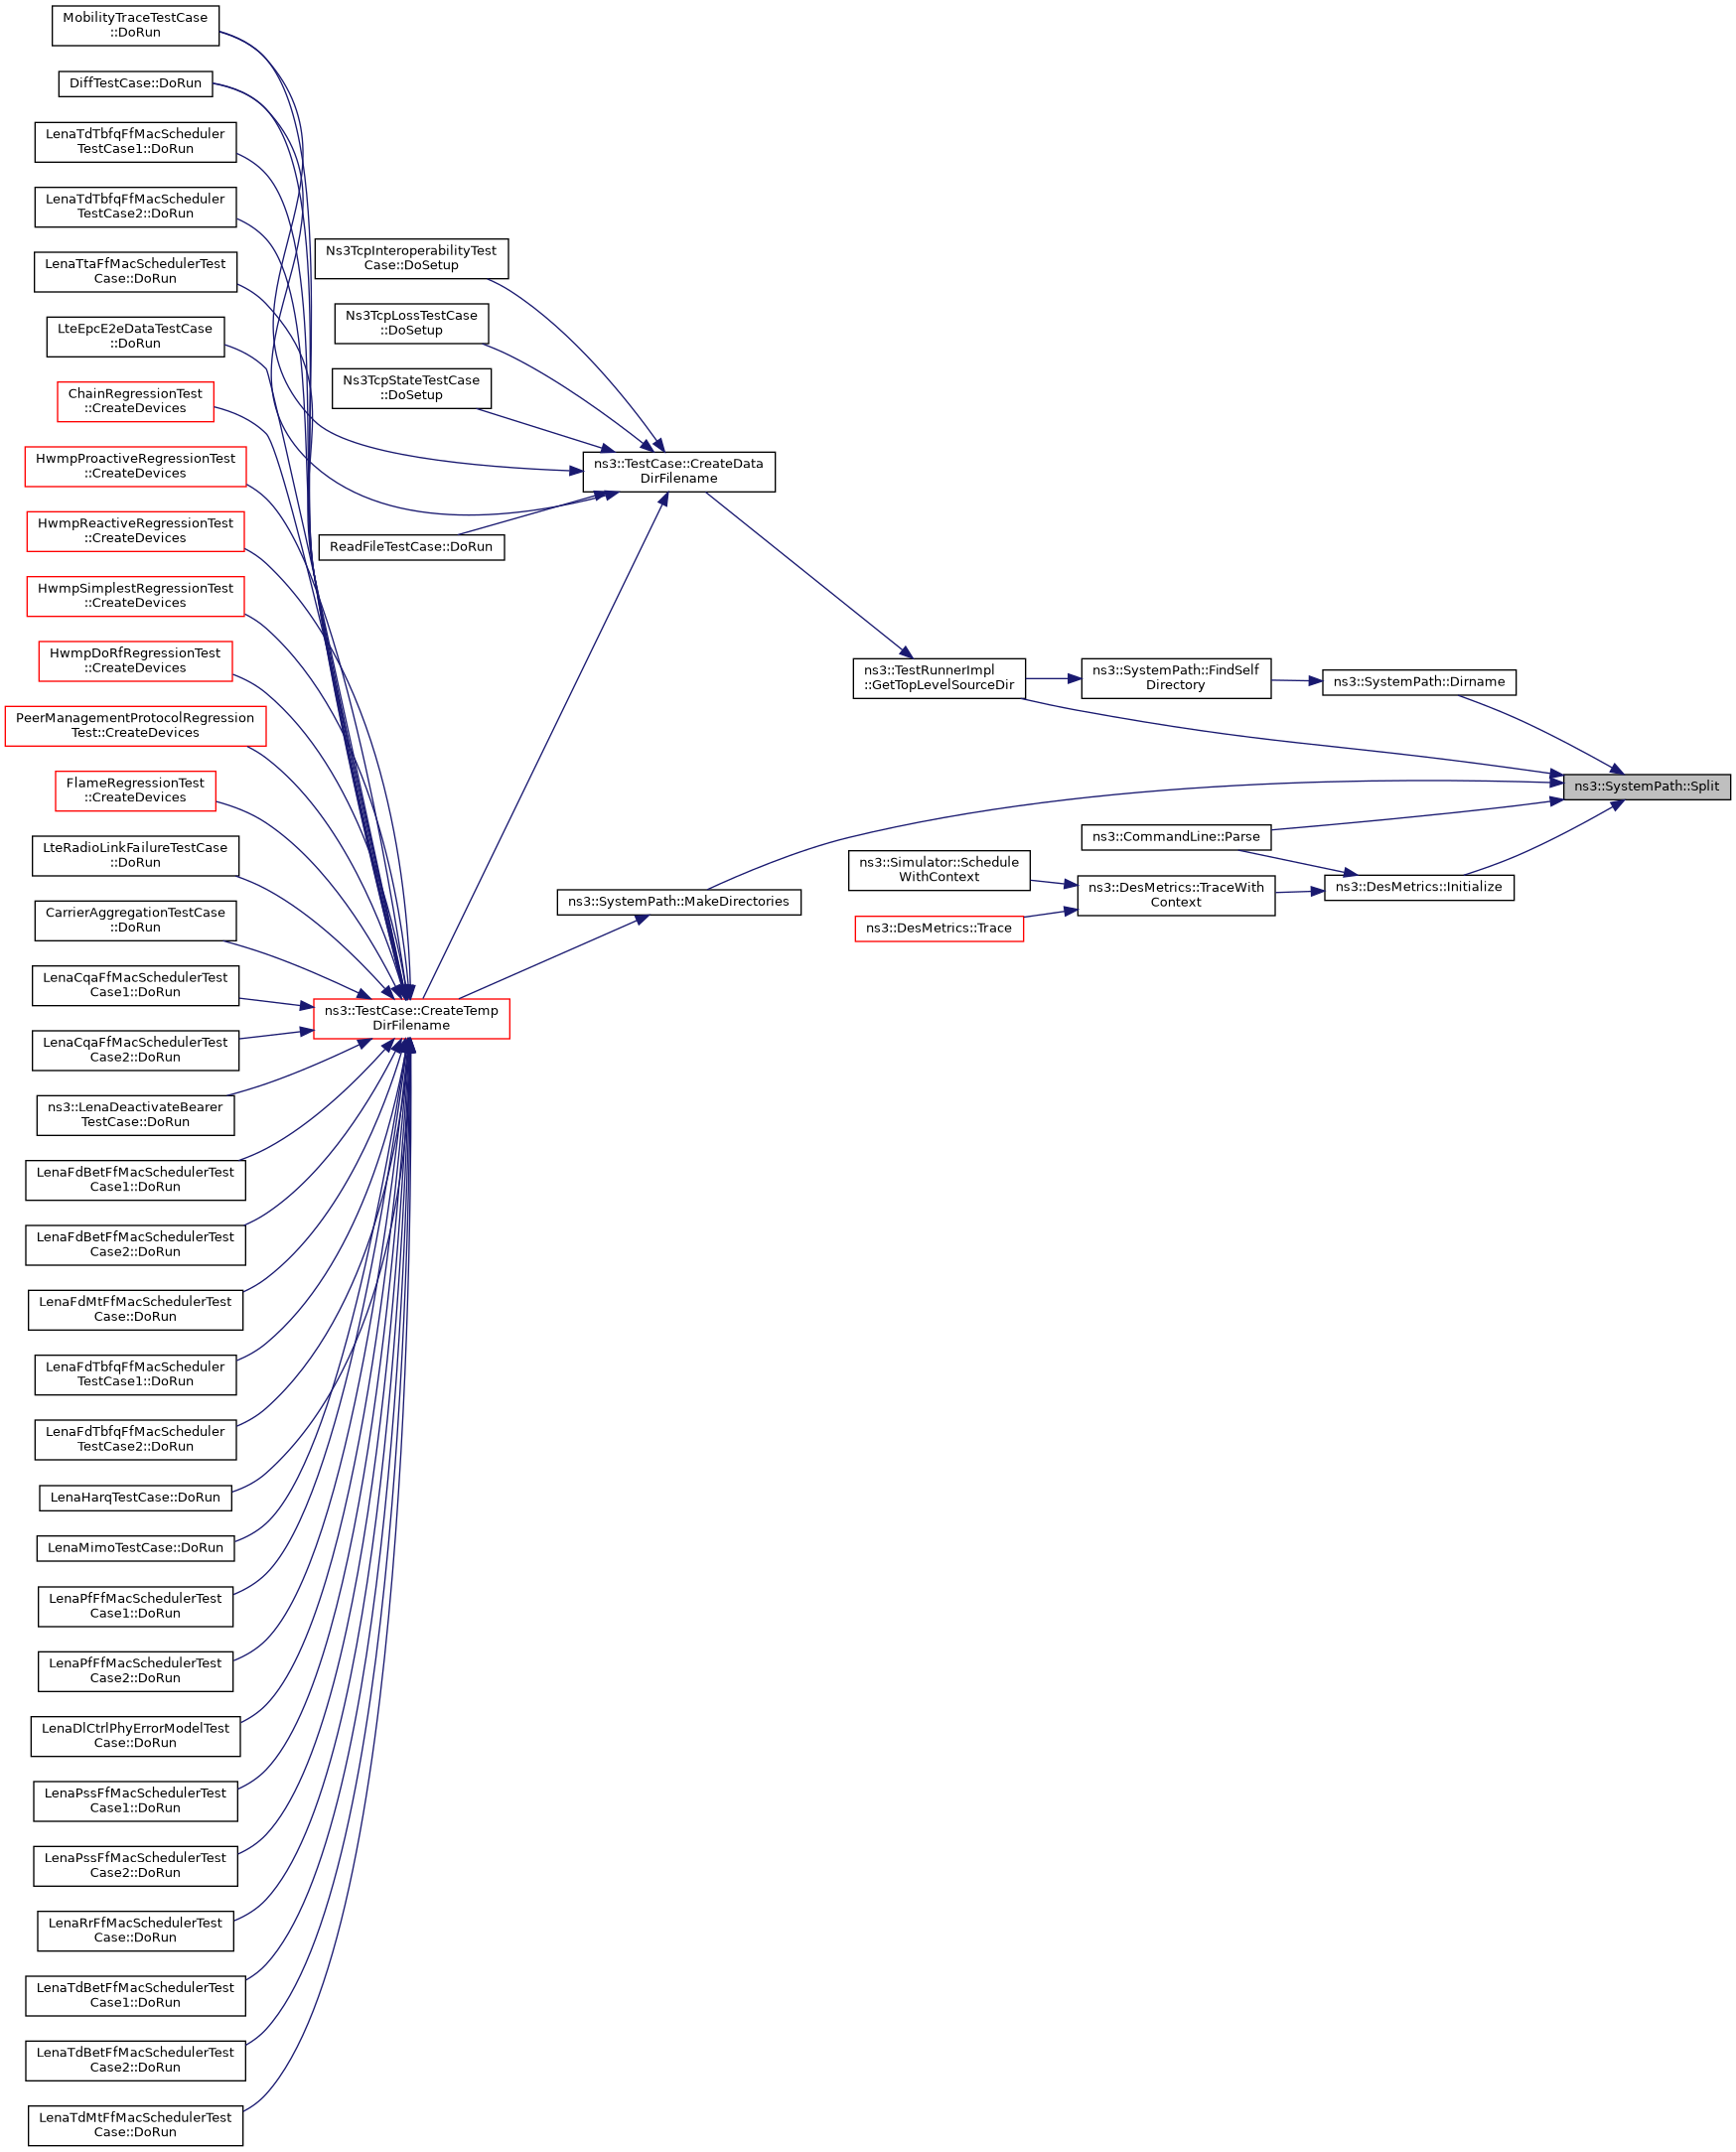 MobilityTraceTestCase
::DoRun
DiffTestCase::DoRun
LenaTdTbfqFfMacScheduler
TestCase1::DoRun
LenaTdTbfqFfMacScheduler
TestCase2::DoRun
LenaTtaFfMacSchedulerTest
Case::DoRun
LteEpcE2eDataTestCase
::DoRun
ChainRegressionTest
::CreateDevices
HwmpProactiveRegressionTest
::CreateDevices
HwmpReactiveRegressionTest
::CreateDevices
HwmpSimplestRegressionTest
::CreateDevices
HwmpDoRfRegressionTest
::CreateDevices
PeerManagementProtocolRegression
Test::CreateDevices
FlameRegressionTest
::CreateDevices
LteRadioLinkFailureTestCase
::DoRun
CarrierAggregationTestCase
::DoRun
LenaCqaFfMacSchedulerTest
Case1::DoRun
LenaCqaFfMacSchedulerTest
Case2::DoRun
ns3::LenaDeactivateBearer
TestCase::DoRun
LenaFdBetFfMacSchedulerTest
Case1::DoRun
LenaFdBetFfMacSchedulerTest
Case2::DoRun
LenaFdMtFfMacSchedulerTest
Case::DoRun
LenaFdTbfqFfMacScheduler
TestCase1::DoRun
LenaFdTbfqFfMacScheduler
TestCase2::DoRun
LenaHarqTestCase::DoRun
LenaMimoTestCase::DoRun
LenaPfFfMacSchedulerTest
Case1::DoRun
LenaPfFfMacSchedulerTest
Case2::DoRun
LenaDlCtrlPhyErrorModelTest
Case::DoRun
LenaPssFfMacSchedulerTest
Case1::DoRun
LenaPssFfMacSchedulerTest
Case2::DoRun
LenaRrFfMacSchedulerTest
Case::DoRun
LenaTdBetFfMacSchedulerTest
Case1::DoRun
LenaTdBetFfMacSchedulerTest
Case2::DoRun
LenaTdMtFfMacSchedulerTest
Case::DoRun
Ns3TcpInteroperabilityTest
Case::DoSetup
Ns3TcpLossTestCase
::DoSetup
Ns3TcpStateTestCase
::DoSetup
ReadFileTestCase::DoRun
ns3::TestCase::CreateTemp
DirFilename
ns3::TestCase::CreateData
DirFilename
ns3::SystemPath::MakeDirectories
ns3::TestRunnerImpl
::GetTopLevelSourceDir
ns3::Simulator::Schedule
WithContext
ns3::DesMetrics::Trace
ns3::SystemPath::FindSelf
Directory
ns3::CommandLine::Parse
ns3::DesMetrics::TraceWith
Context
ns3::SystemPath::Dirname
ns3::DesMetrics::Initialize
ns3::SystemPath::Split